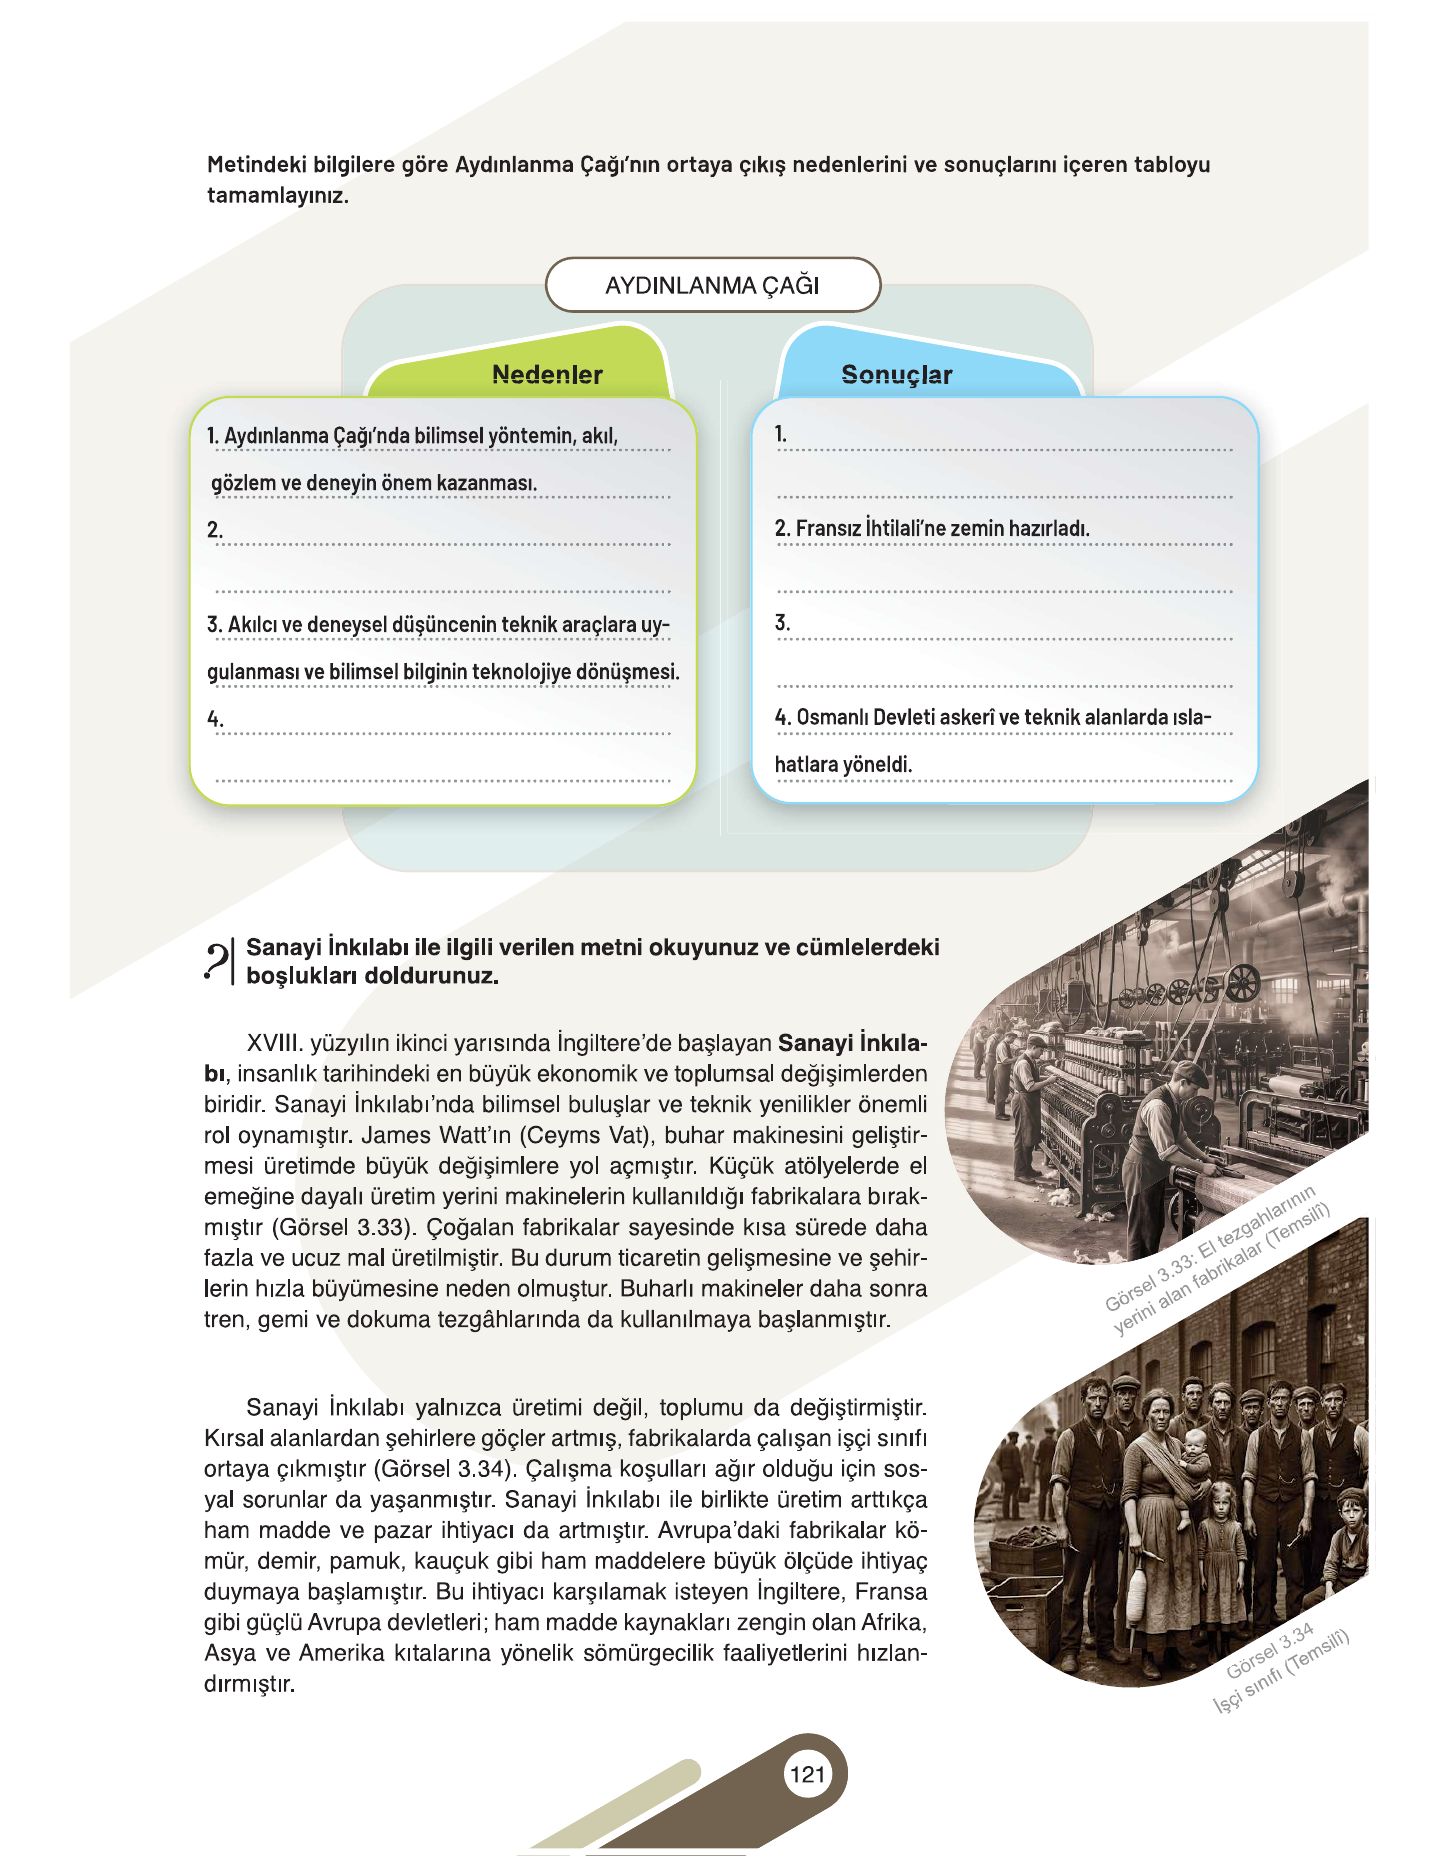 Metindeki bilgilere göre Aydınlanma Çağı’nın ortaya çıkış nedenlerini ve sonuçlarını içeren tabloyu
tamamlayınız.
AYDINLANMA ÇAĞI
Nedenler
1. Aydınlanma Çağı’nda bilimsel yöntemin, akıl,
gözlem ve deneyin önem kazanması.
2.
3. Akılcı ve deneysel düşüncenin teknik araçlara uy-
gulanması ve bilimsel bilginin teknolojiye dönüşmesi.
4.
Sonuçlar
1.
2. Fransız İhtilali’ne zemin hazırladı.
3.
4. Osmanlı Devleti askerî ve teknik alanlarda ısla-
hatlara yöneldi.
? Sanayi İnkılabı ile ilgili verilen metni okuyunuz ve cümlelerdeki
boşlukları doldurunuz.
XVIII. yüzyılın ikinci yarısında İngiltere’de başlayan Sanayi İnkıla-
bı, insanlık tarihindeki en büyük ekonomik ve toplumsal değişimlerden
biridir. Sanayi İnkılabı’nda bilimsel buluşlar ve teknik yenilikler önemli
rol oynamıştır. James Watt’ın (Ceyms Vat), buhar makinesini geliştir-
mesi üretimde büyük değişimlere yol açmıştır. Küçük atölyelerde el
emeğine dayalı üretim yerini makinelerin kullanıldığı fabrikalara bırak-
mıştır (Görsel 3.33). Çoğalan fabrikalar sayesinde kısa sürede daha
fazla ve ucuz mal üretilmiştir. Bu durum ticaretin gelişmesine ve şehir-
lerin hızla büyümesine neden olmuştur. Buharlı makineler daha sonra
tren, gemi ve dokuma tezgâhlarında da kullanılmaya başlanmıştır.
Görsel 3.33: El tezgahlarının
yerini alan fabrikalar (Temsilî)
Sanayi İnkılabı yalnızca üretimi değil, toplumu da değiştirmiştir.
Kırsal alanlardan şehirlere göçler artmış, fabrikalarda çalışan işçi sınıfı
ortaya çıkmıştır (Görsel 3.34). Çalışma koşulları ağır olduğu için sos-
yal sorunlar da yaşanmıştır. Sanayi İnkılabı ile birlikte üretim arttıkça
ham madde ve pazar ihtiyacı da artmıştır. Avrupa’daki fabrikalar kö-
mür, demir, pamuk, kauçuk gibi ham maddelere büyük ölçüde ihtiyaç
duymaya başlamıştır. Bu ihtiyacı karşılamak isteyen İngiltere, Fransa
gibi güçlü Avrupa devletleri; ham madde kaynakları zengin olan Afrika,
Asya ve Amerika kıtalarına yönelik sömürgecilik faaliyetlerini hızlan-
dırmıştır.
Görsel 3.34
İşçi sınıfı (Temsilî)
121